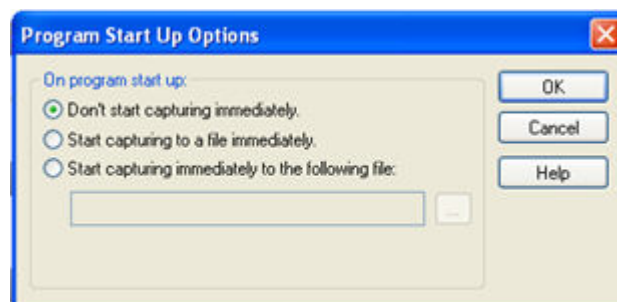 Program Start Up Options
On program start up:
Don't start capturing immediately.
Start capturing to a file immediately.
Start capturing immediately to the following file:
...
OK
Cancel
Help